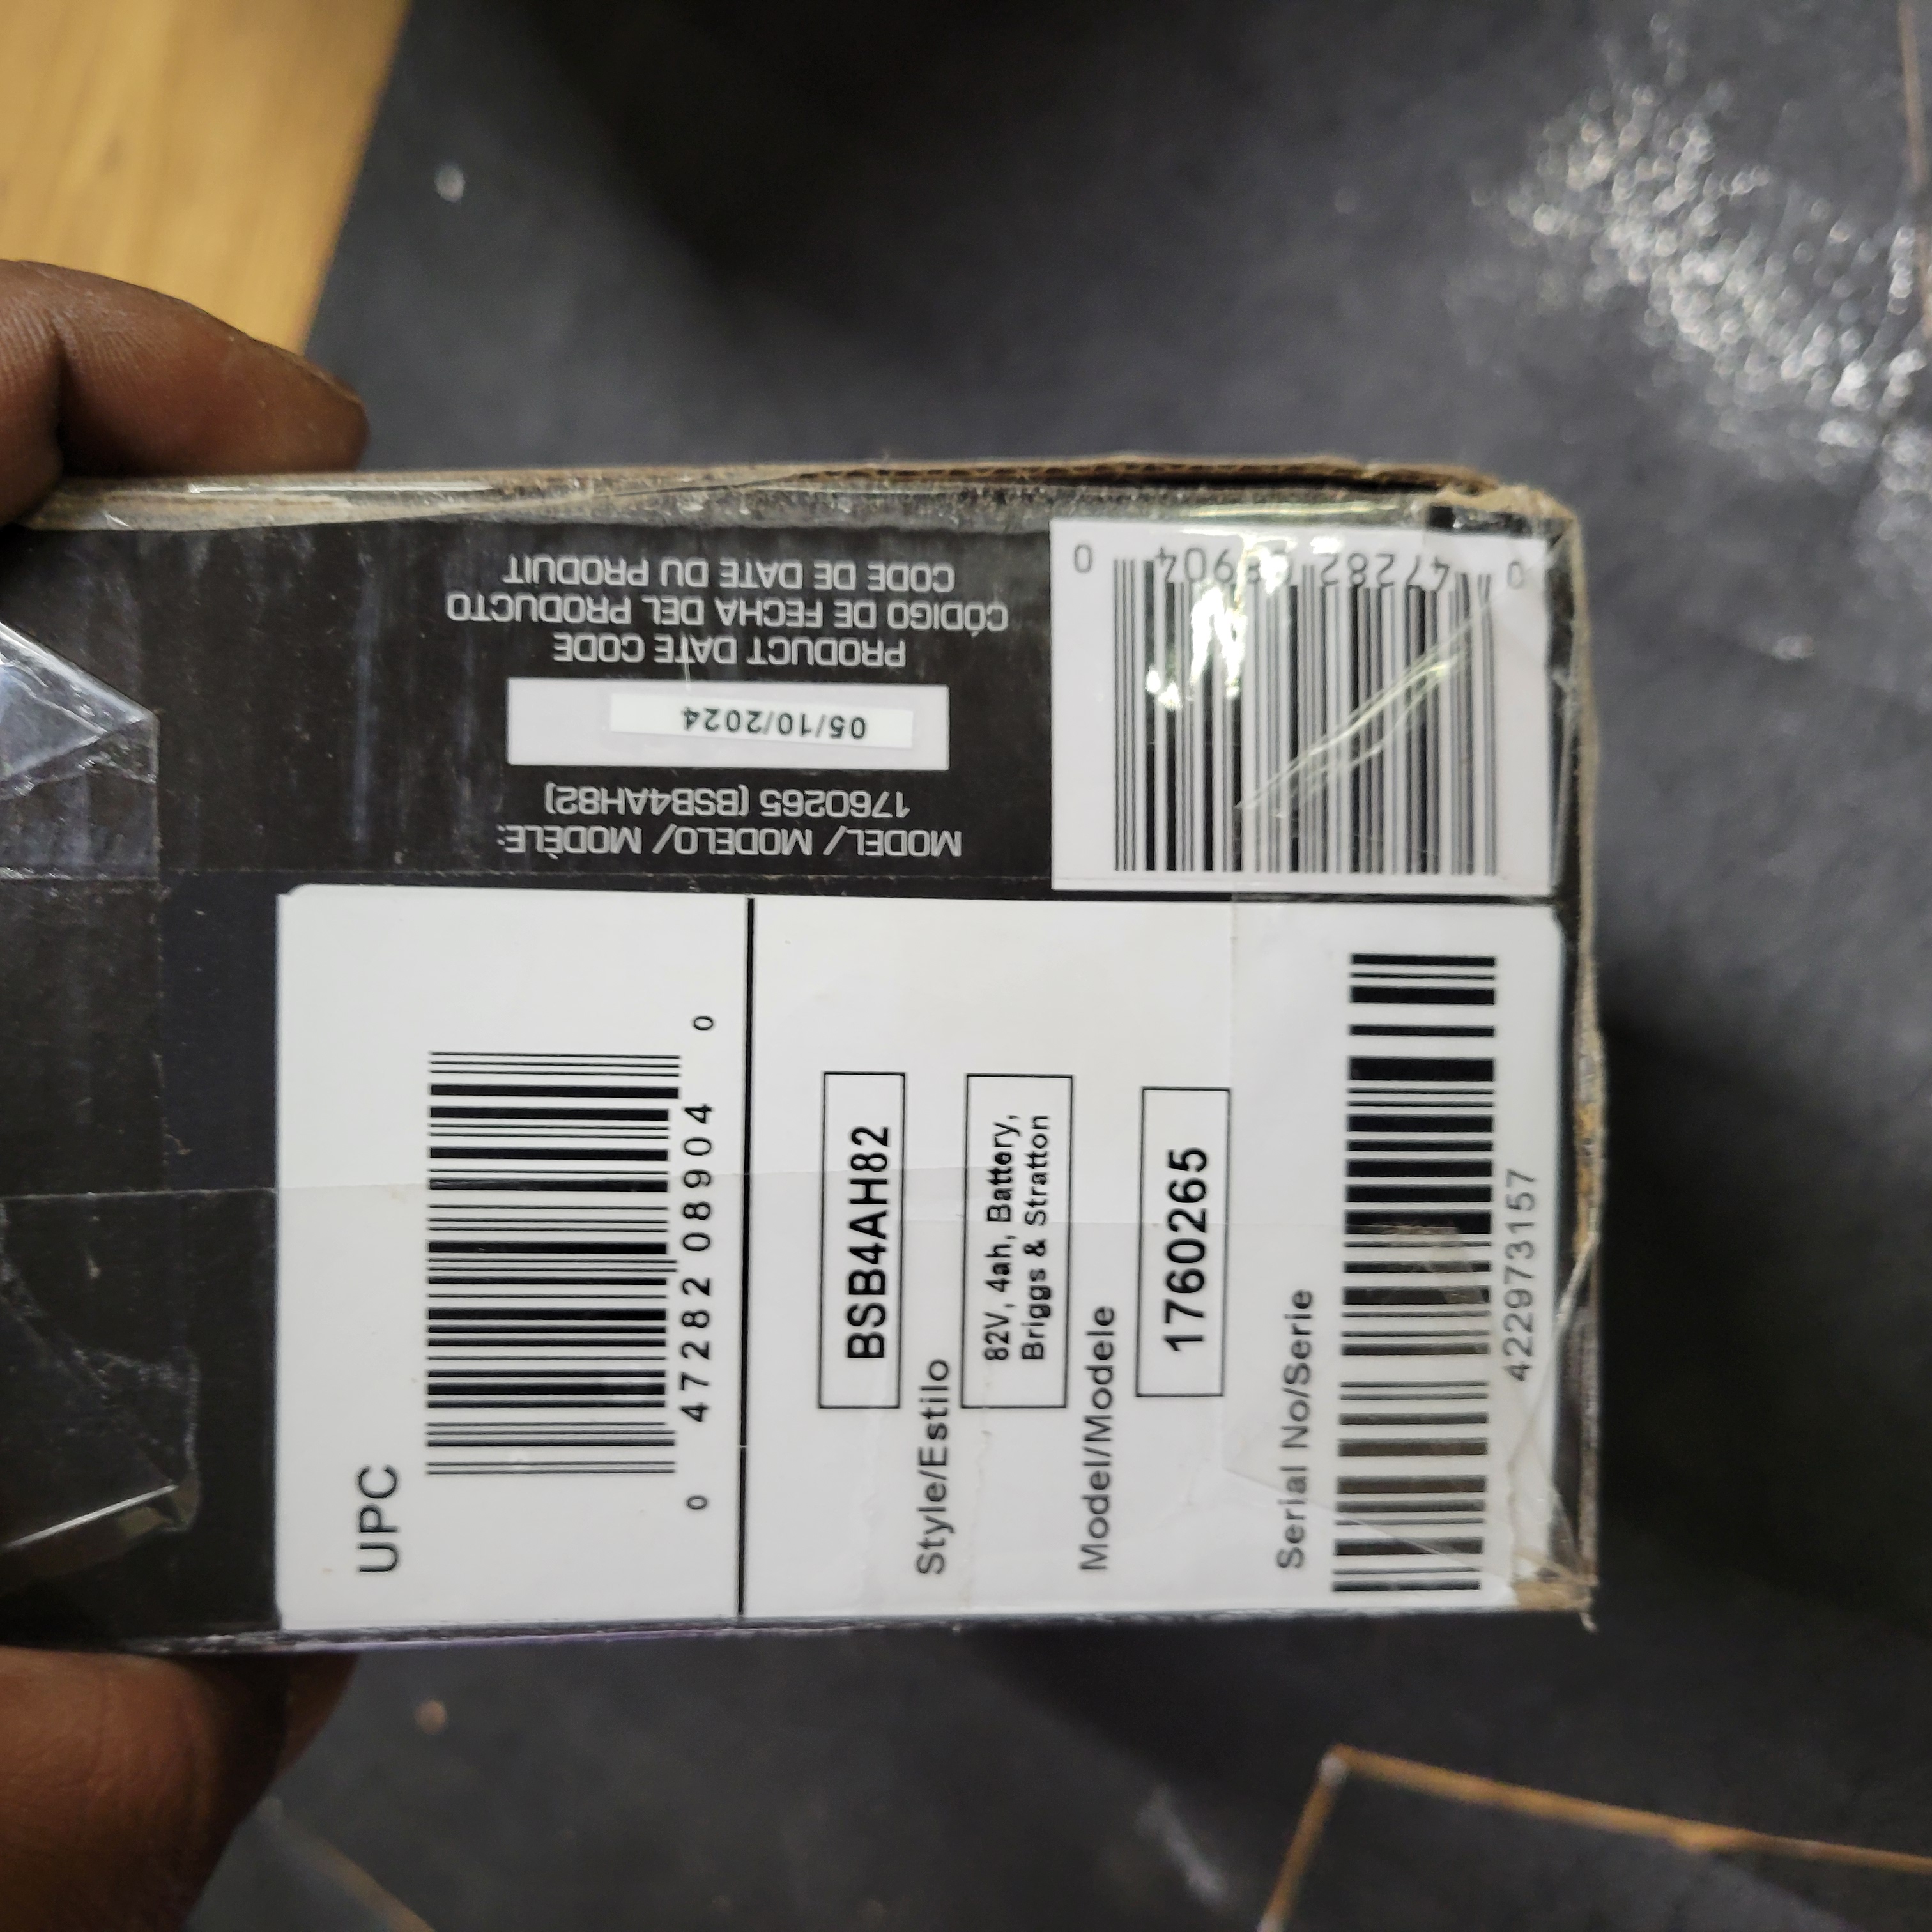 UPC
0 47282 08904 0
BSB4AH82
Style/Estilo
82V, 4ah, Battery,
Briggs & Stratton
Model/Modele
1760265
Serial No/Serie
422973157
MODEL/ MODELO/ MODÈLE:
1760265 (BSB4AH82)
05/10/2024
PRODUCT DATE CODE
CÓDIGO DE FECHA DEL PRODUCTO
CODE DE DATE DU PRODUIT
0 47282 08904 0